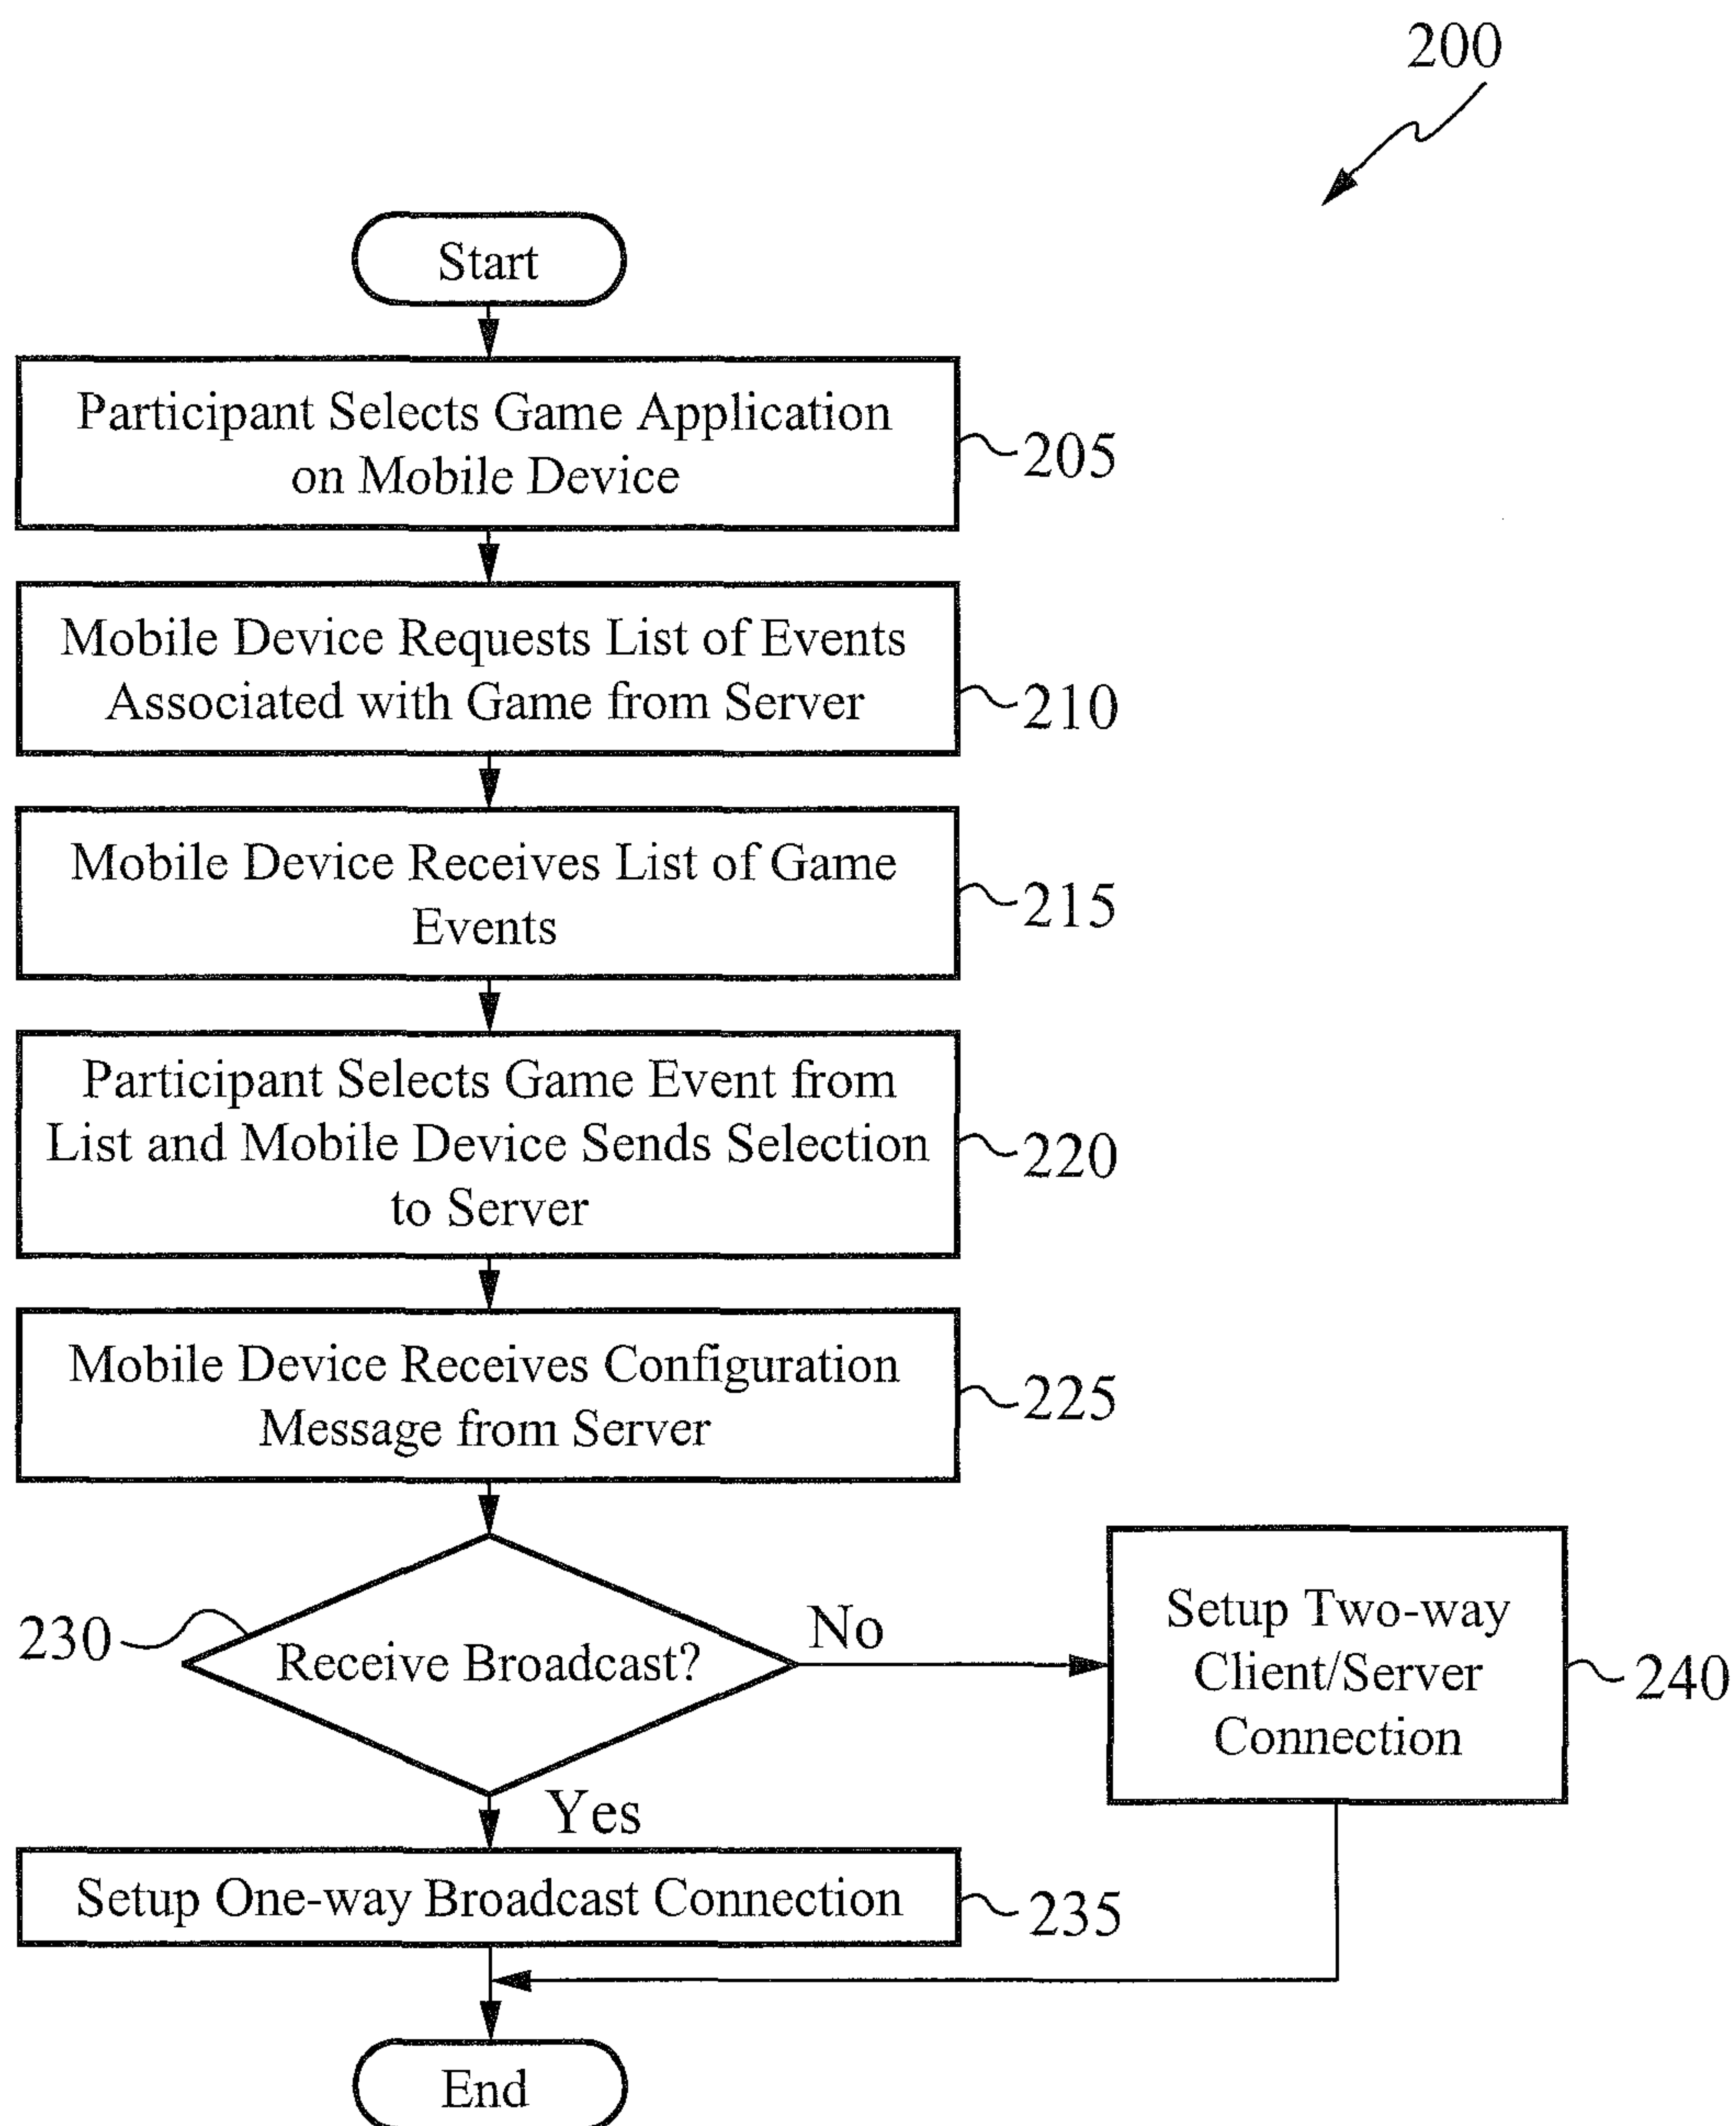 200
Start
Participant Selects Game Application
on Mobile Device
205
Mobile Device Requests List of Events
Associated with Game from Server
210
Mobile Device Receives List of Game
Events
215
Participant Selects Game Event from
List and Mobile Device Sends Selection
to Server
220
Mobile Device Receives Configuration
Message from Server
225
230
Receive Broadcast?
No
Setup Two-way
Client/Server
Connection
240
Yes
Setup One-way Broadcast Connection
235
End